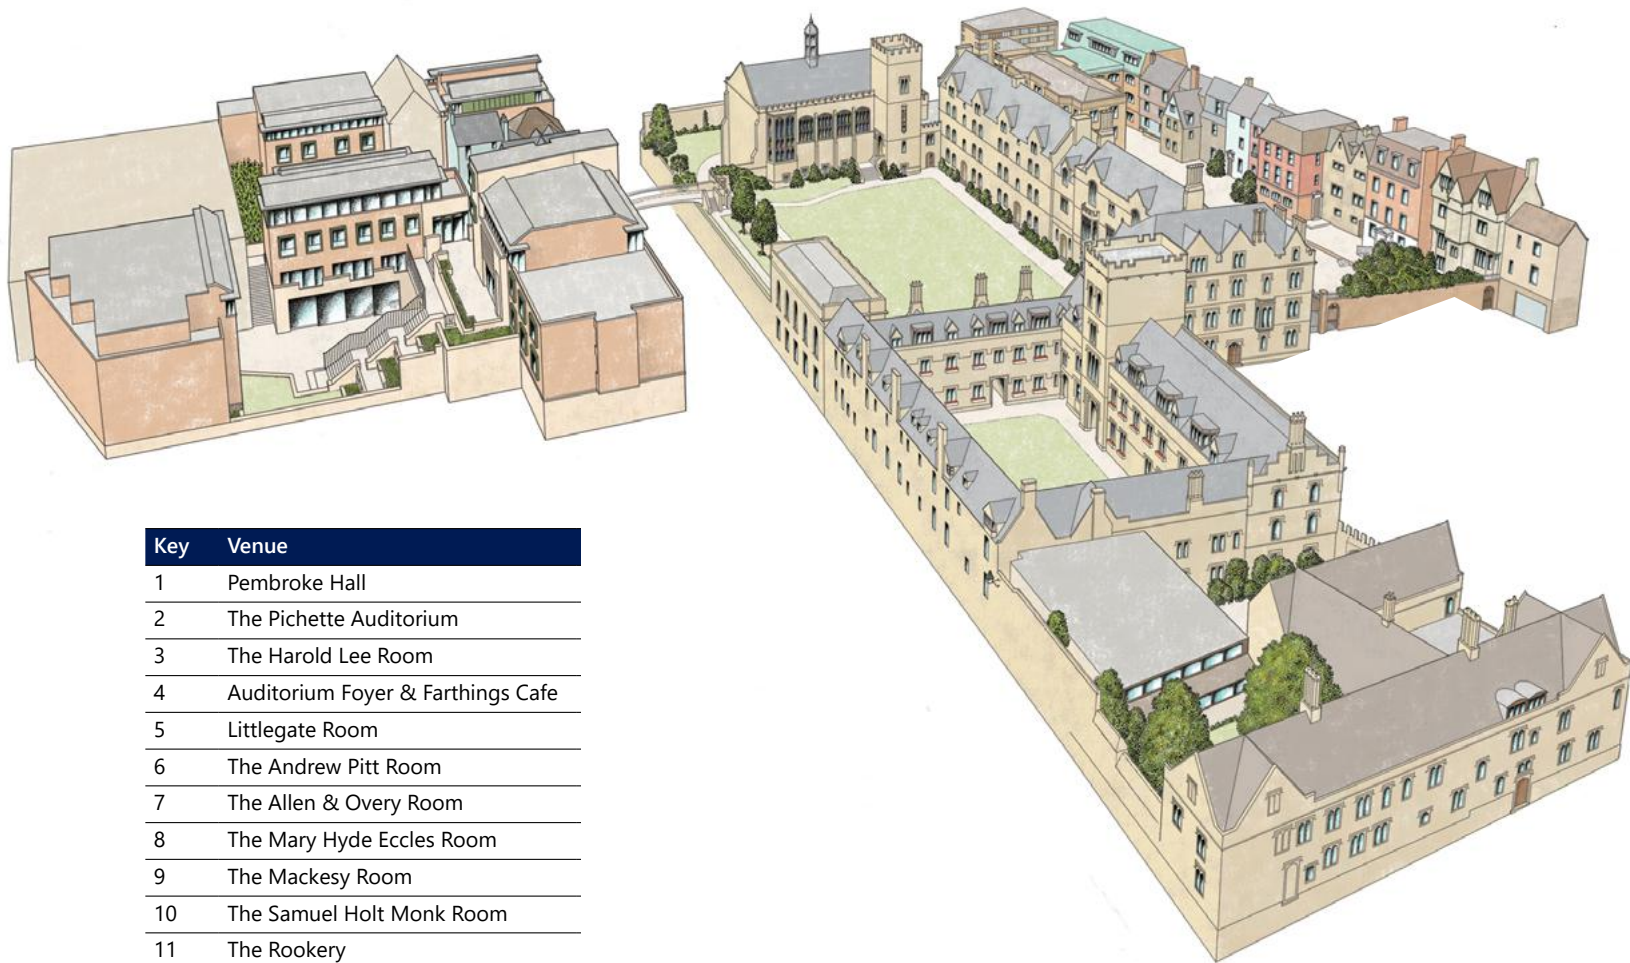 Key Venue
1 Pembroke Hall
2 The Pichette Auditorium
3 The Harold Lee Room
4 Auditorium Foyer & Farthings Cafe
5 Littlegate Room
6 The Andrew Pitt Room
7 The Allen & Overy Room
8 The Mary Hyde Eccles Room
9 The Mackesy Room
10 The Samuel Holt Monk Room
11 The Rookery